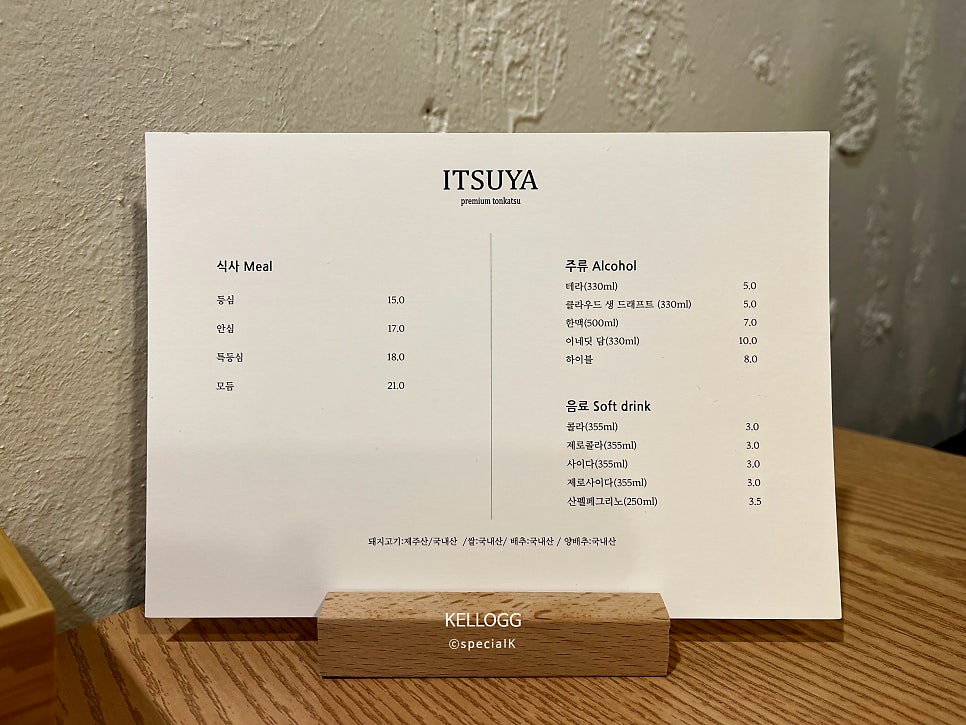 ITSUYA
premium tonkatsu
식사 Meal
등심 15.0
안심 17.0
특등심 18.0
모듬 21.0
주류 Alcohol
테라(330ml) 5.0
클라우드 생 드래프트 (330ml) 5.0
한맥(500ml) 7.0
이네딧 담(330ml) 10.0
하이볼 8.0
음료 Soft drink
콜라(355ml) 3.0
제로콜라(355ml) 3.0
사이다(355ml) 3.0
제로사이다(355ml) 3.0
산펠페그리노(250ml) 3.5
돼지고기:제주산/국내산 /쌀:국내산/ 배추:국내산 / 양배추:국내산
KELLOGG
©specialK